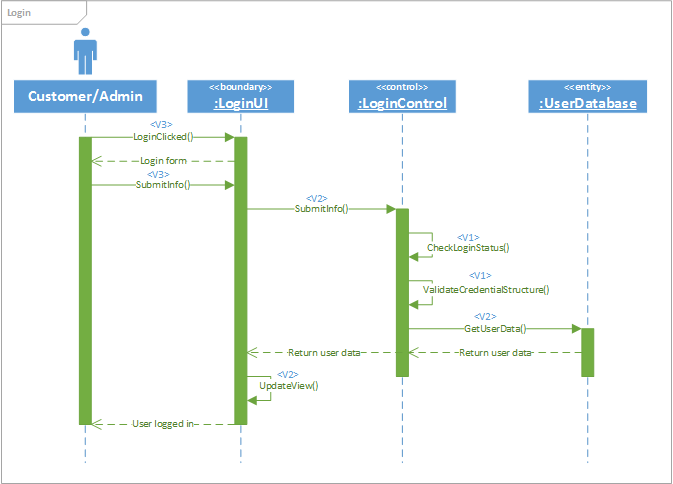 Login
<<boundary>>
<<control>>
<<entity>>
Customer/Admin
:LoginUI
:LoginControl
:UserDatabase
<V3>
LoginClicked()
Login form
<V3>
SubmitInfo()
<V2>
SubmitInfo()
<V1>
CheckLoginStatus()
<V1>
ValidateCredentialStructure()
<V2>
GetUserData()
Return user data
Return user data
<V2>
UpdateView()
User logged in